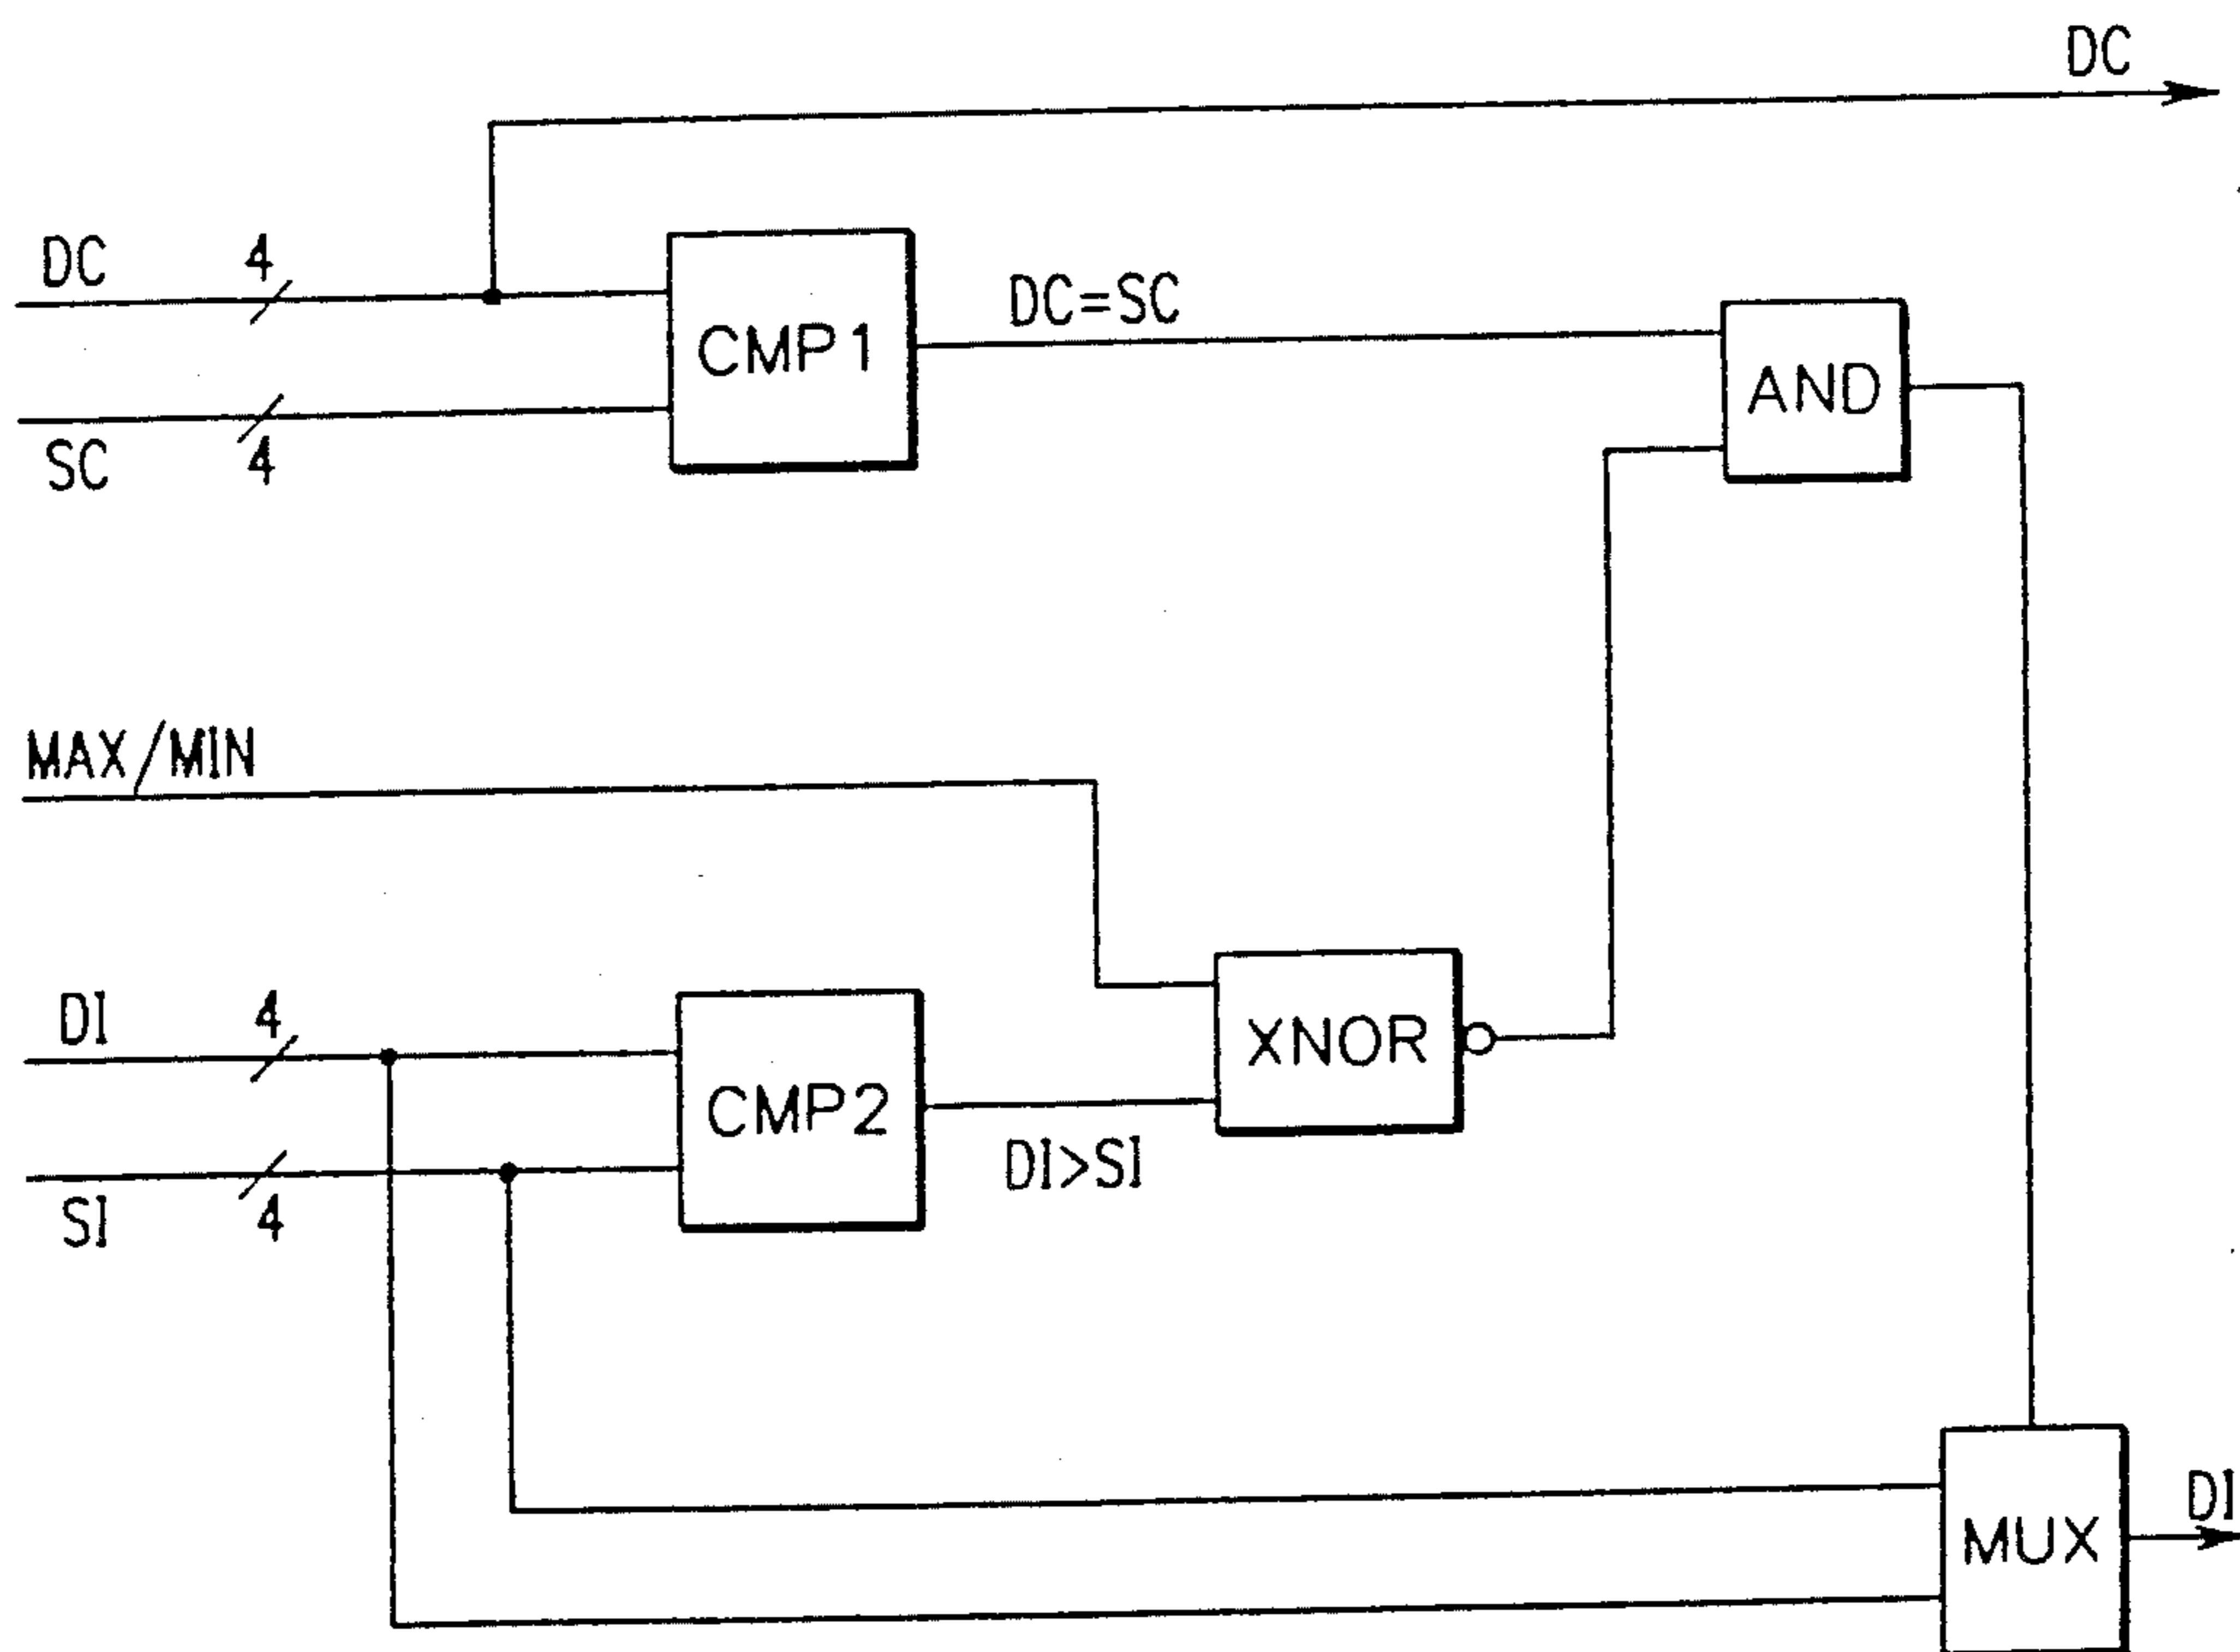 DC
DC
4
CMP1
DC=SC
AND
SC
4
MAX/MIN
DI
4
CMP2
XNOR
DI>SI
SI
4
MUX
DI